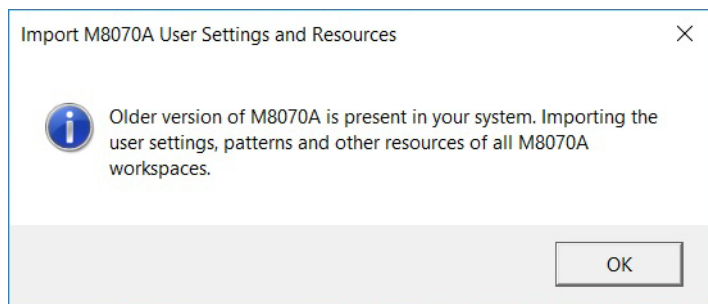 Import M8070A User Settings and Resources
Older version of M8070A is present in your system. Importing the
user settings, patterns and other resources of all M8070A
workspaces.
OK